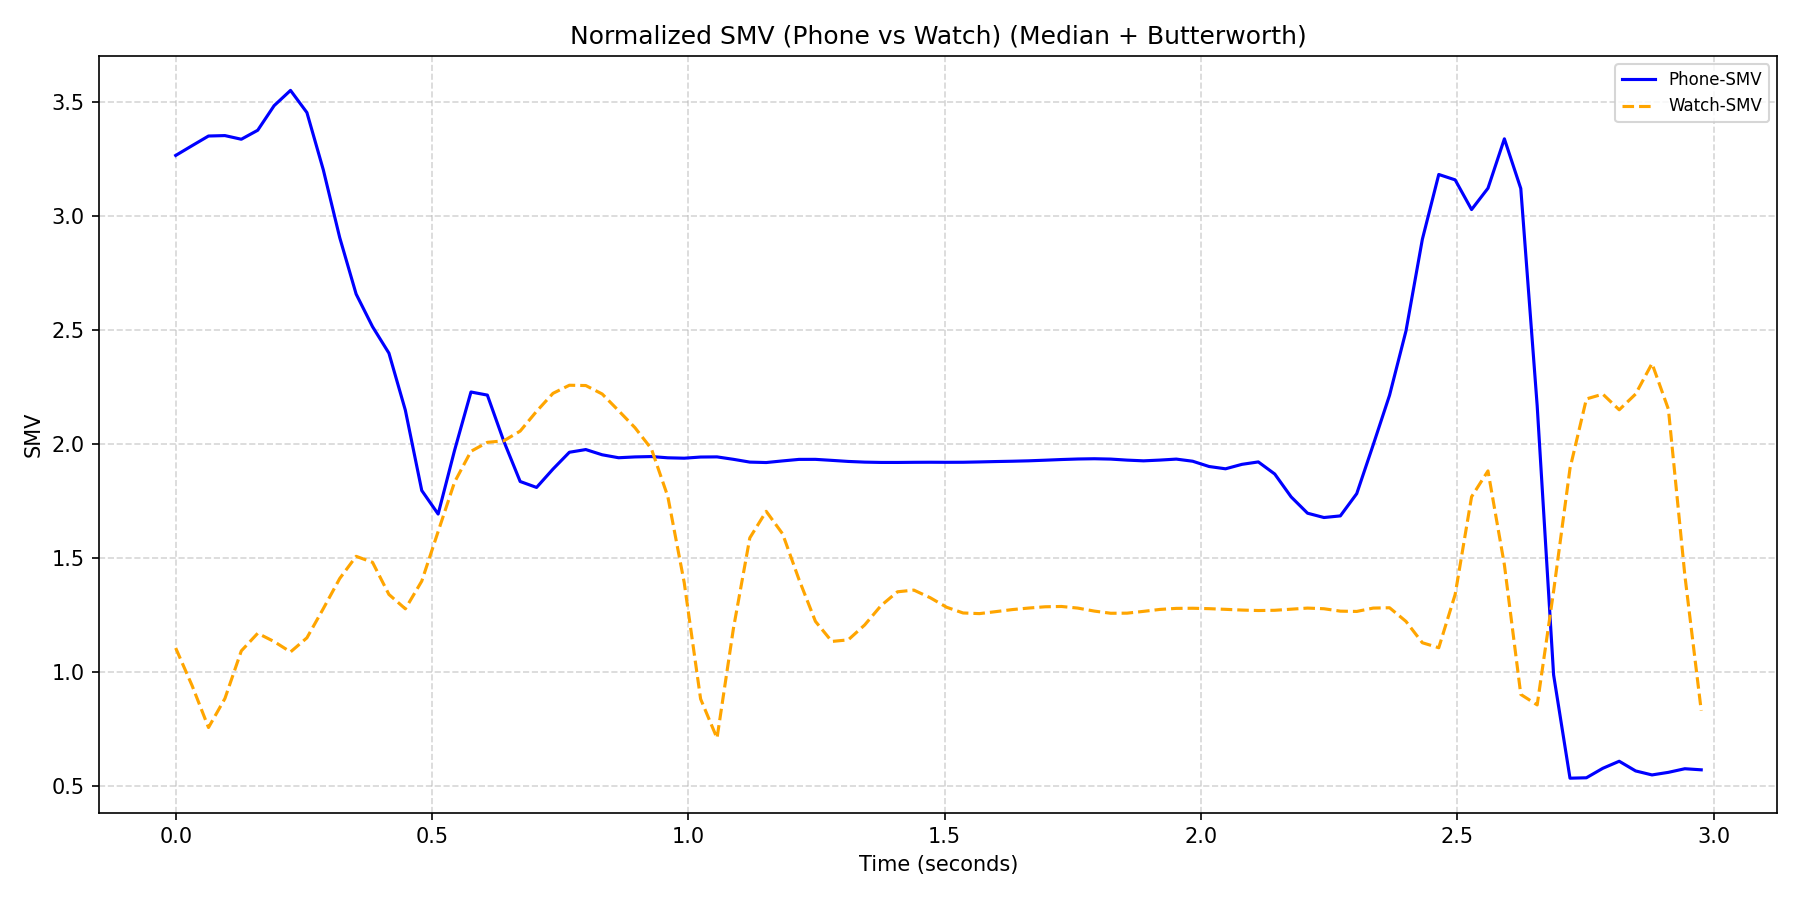 Normalized SMV (Phone vs Watch) (Median + Butterworth)
Phone-SMV
Watch-SMV
3.5
3.0
2.5
2.0
1.5
1.0
0.5
SMV
0.0 0.5 1.0 1.5 2.0 2.5 3.0
Time (seconds)